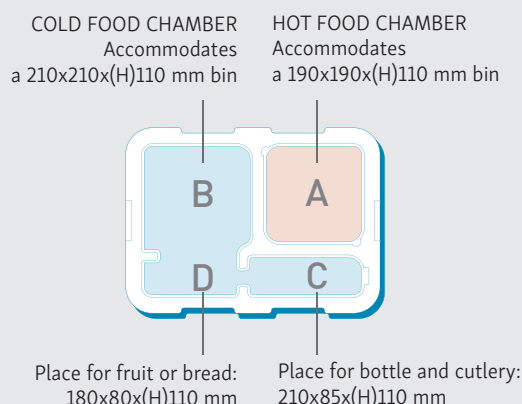 COLD FOOD CHAMBER
Accommodates
a 210x210x(H)110 mm bin
HOT FOOD CHAMBER
Accommodates
a 190x190x(H)110 mm bin
B
A
D
C
Place for fruit or bread:
180x80x(H)110 mm
Place for bottle and cutlery:
210x85x(H)110 mm